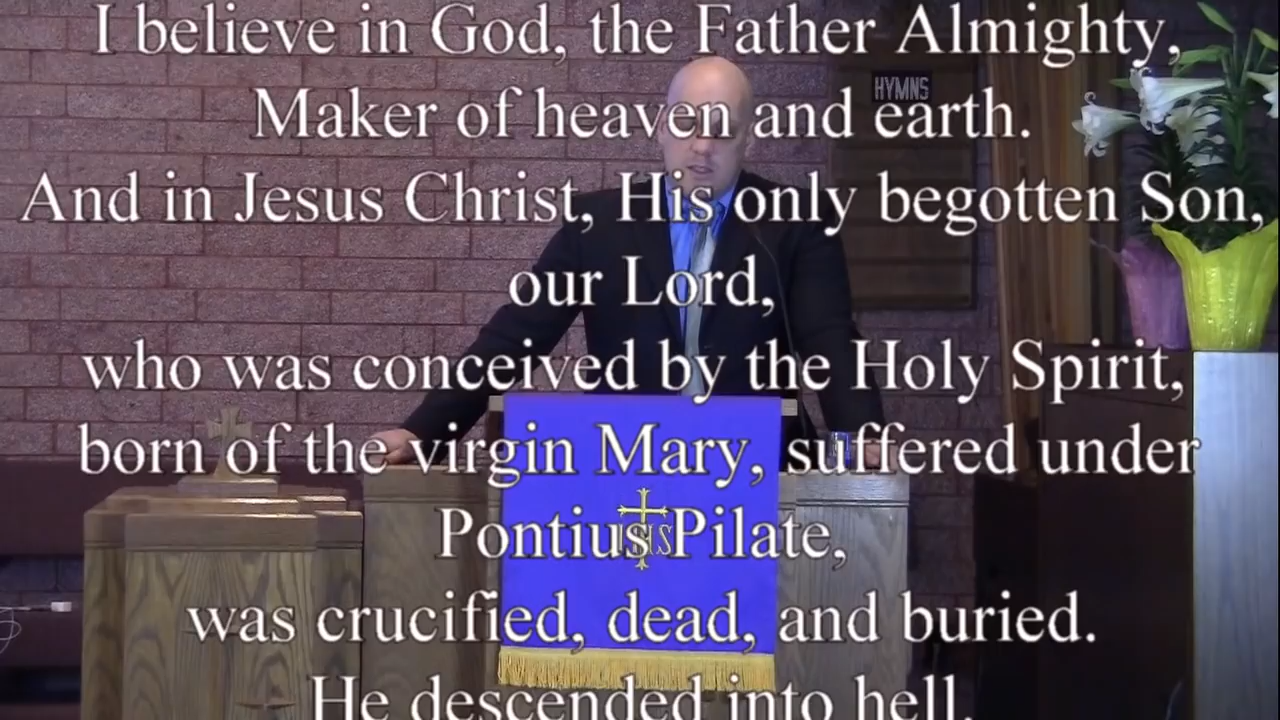 I believe in God, the Father Almighty,
HYMNS
Maker of heaven and earth.
And in Jesus Christ, His only begotten Son,
our Lord,
who was conceived by the Holy Spirit,
born of the virgin Mary, suffered under
Pontius Pilate,
IHS
was crucified, dead, and buried.
He descended into hell.